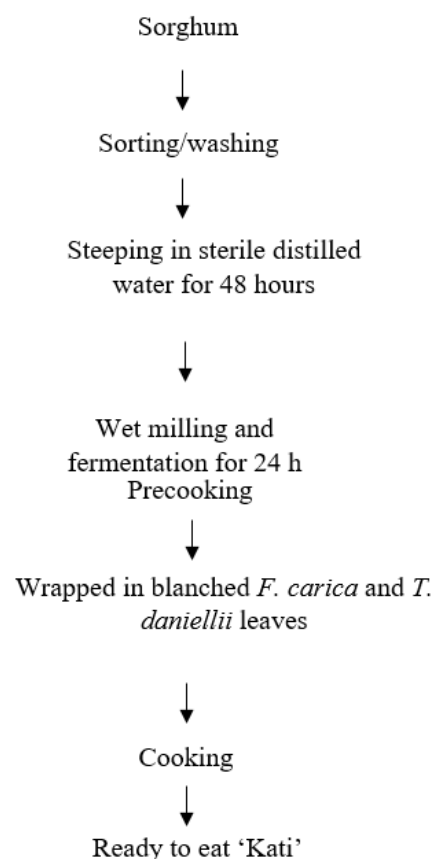 Sorghum
Sorting/washing
Steeping in sterile distilled
water for 48 hours
Wet milling and
fermentation for 24 h
Precooking
Wrapped in blanched F. carica and T.
daniellii leaves
Cooking
Ready to eat ‘Kati’